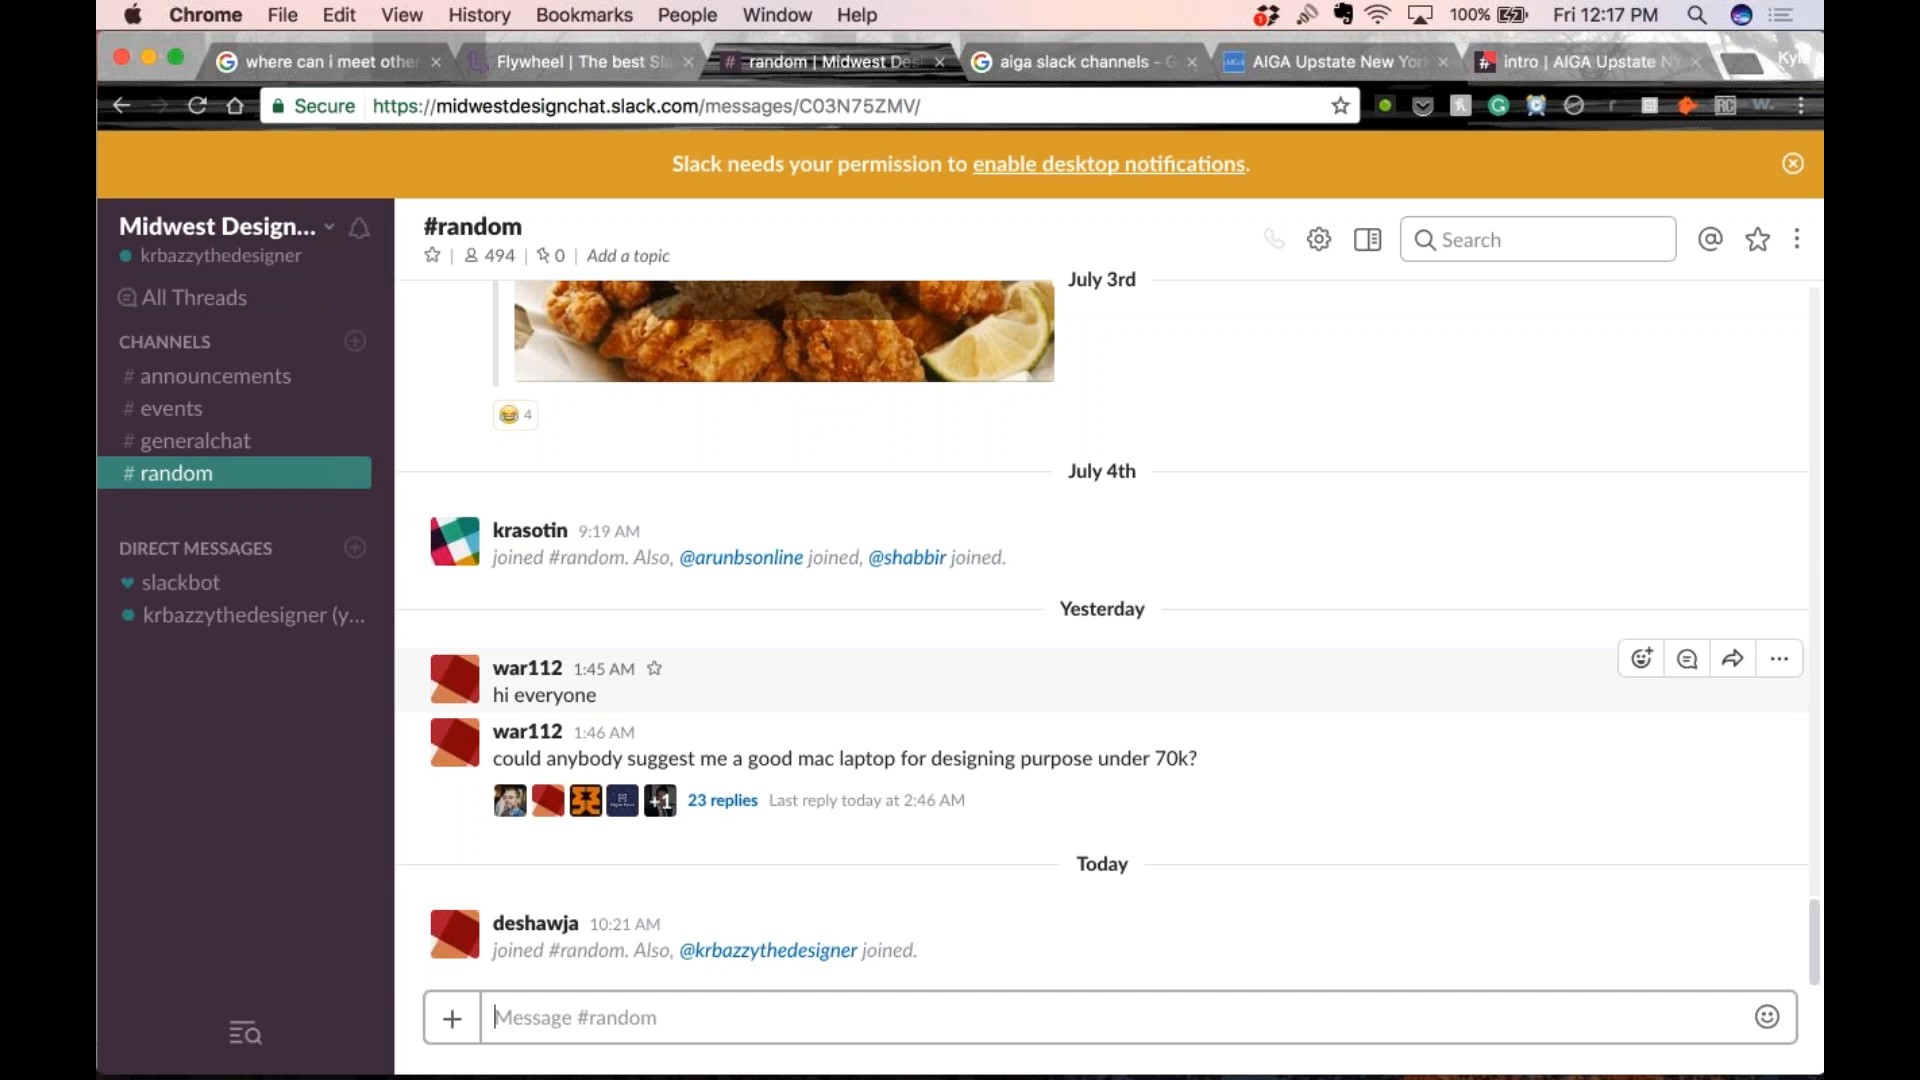 Chrome File Edit View History Bookmarks People Window Help 100% Fri 12:17 PM
where can i meet othe
Flywheel | The best Sl
random | Midwest Des
aiga slack channels - G
AIGA Upstate New Yor
intro | AIGA Upstate N
Kyle
Secure https://midwestdesignchat.slack.com/messages/C03N75ZMV/
Slack needs your permission to enable desktop notifications.
Midwest Design...
krbazzythedesigner
All Threads
CHANNELS
# announcements
# events
# generalchat
# random
DIRECT MESSAGES
slackbot
krbazzythedesigner (y...
#random
494 | 0 | Add a topic
Search
July 3rd
4
July 4th
krasotin 9:19 AM
joined #random. Also, @arunbsonline joined, @shabbir joined.
Yesterday
war112 1:45 AM
hi everyone
war112 1:46 AM
could anybody suggest me a good mac laptop for designing purpose under 70k?
+1 23 replies Last reply today at 2:46 AM
Today
deshawja 10:21 AM
joined #random. Also, @krbazzythedesigner joined.
Message #random